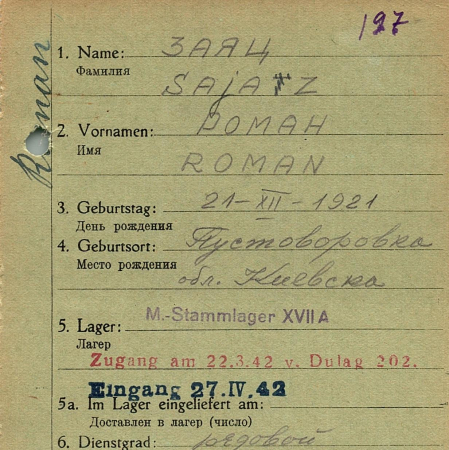 127
Roman
1. Name: ЗАЯЦ
Фамилия
SAJAZ
2. Vornamen: РОМАН
Имя
ROMAN
3. Geburtstag: 21-XII-1921
День рождения
4. Geburtsort: Пустоворовка
Место рождения
обл. Киевска
5. Lager: M.-Stammlager XVII A
Лагерь
Zugang am 22.3.42 v. Dulag 202.
Eingang 27.IV.42
5a. Im Lager eingeliefert am:
Доставлен в лагер (число)
6. Dienstgrad: рядовой